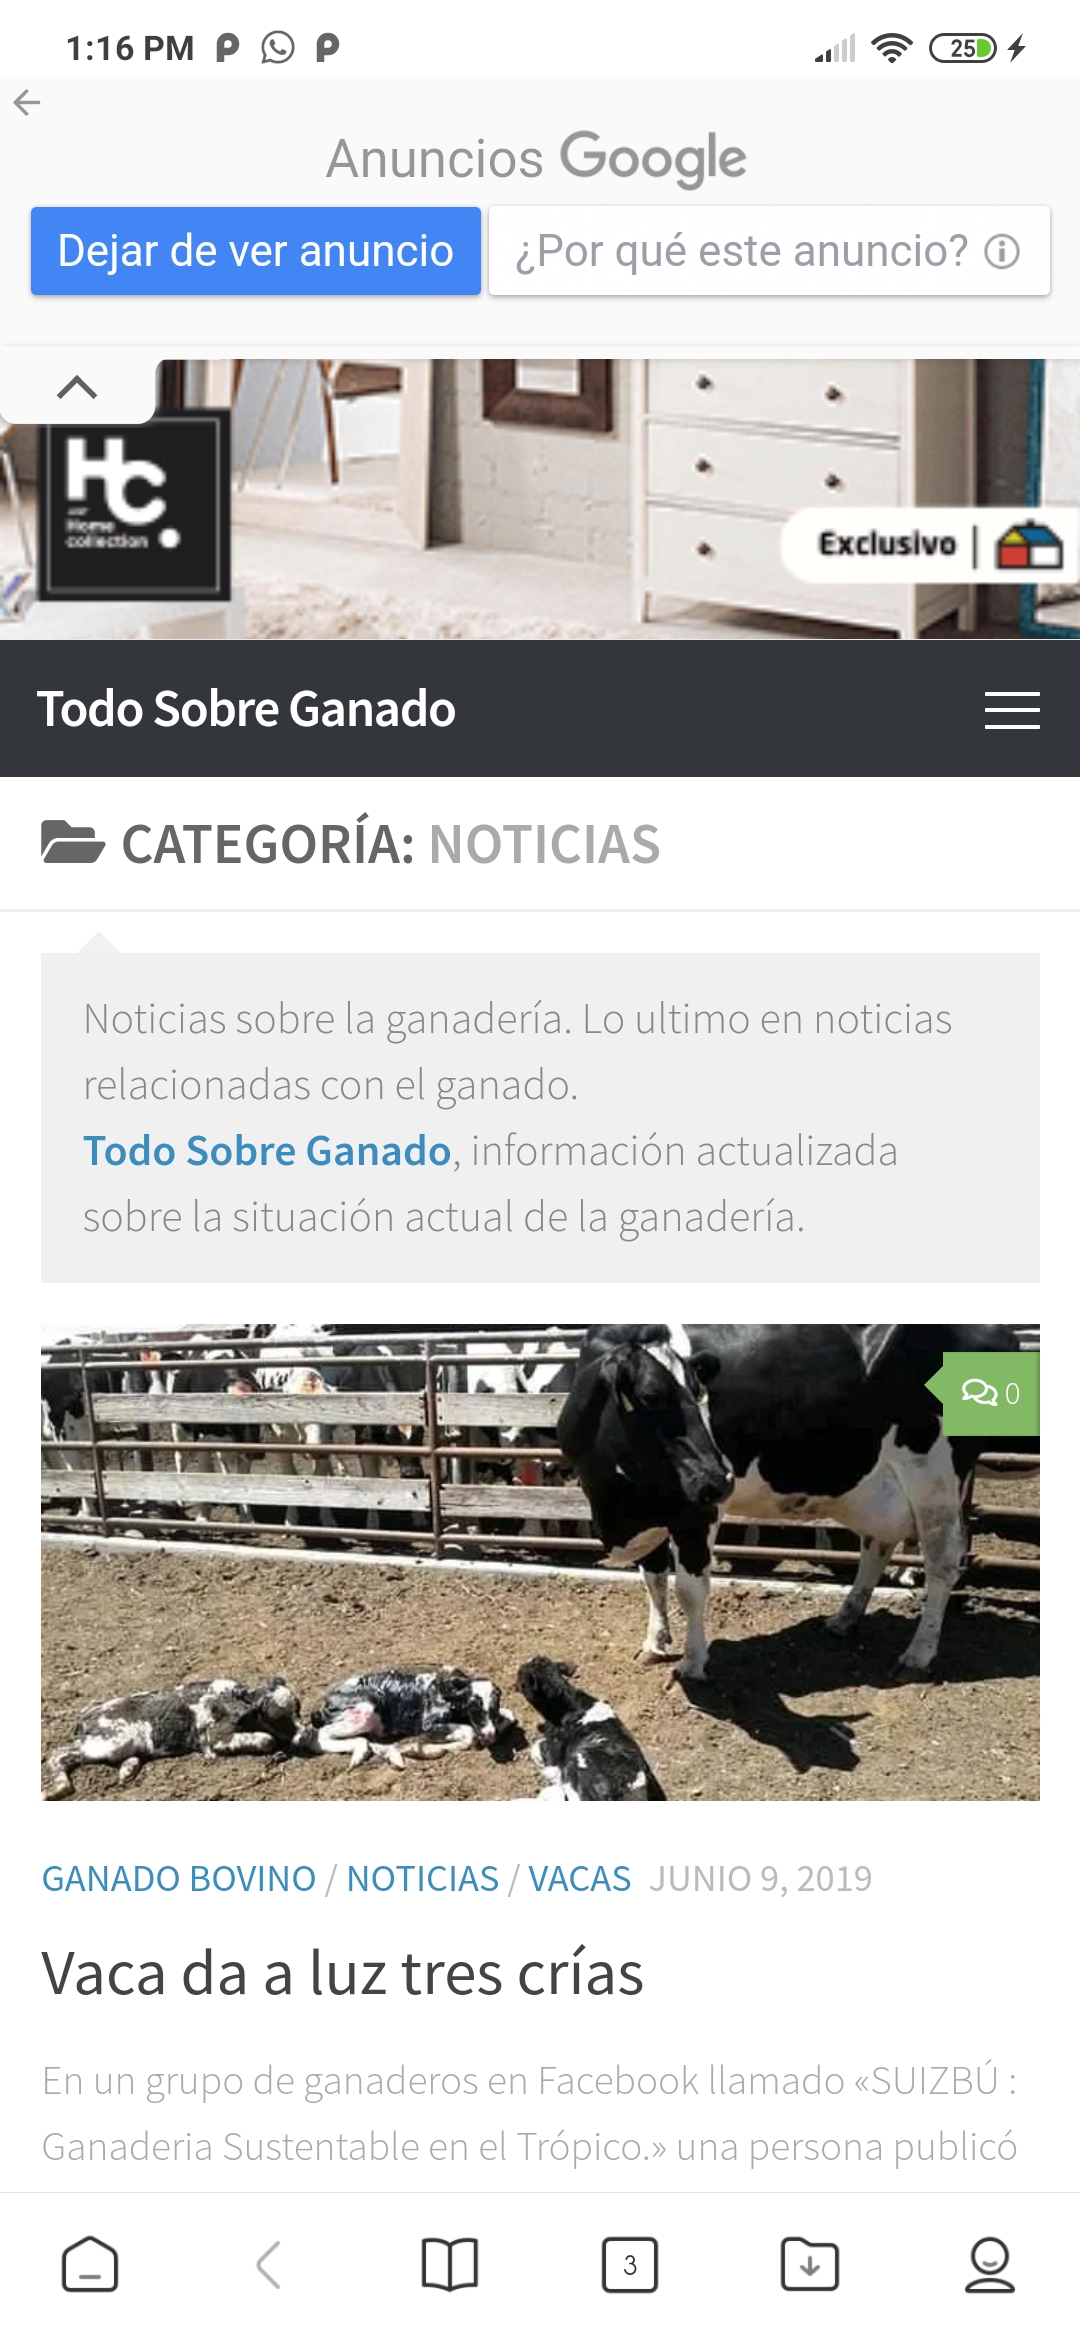 1:16 PM
25
Anuncios Google
Dejar de ver anuncio
¿Por qué este anuncio?
HC.
Home
collection
Exclusivo |
Todo Sobre Ganado
CATEGORÍA: NOTICIAS
Noticias sobre la ganadería. Lo ultimo en noticias
relacionadas con el ganado.
Todo Sobre Ganado, información actualizada
sobre la situación actual de la ganadería.
0
GANADO BOVINO / NOTICIAS / VACAS JUNIO 9, 2019
Vaca da a luz tres crías
En un grupo de ganaderos en Facebook llamado «SUIZBÚ :
Ganaderia Sustentable en el Trópico.» una persona publicó
3